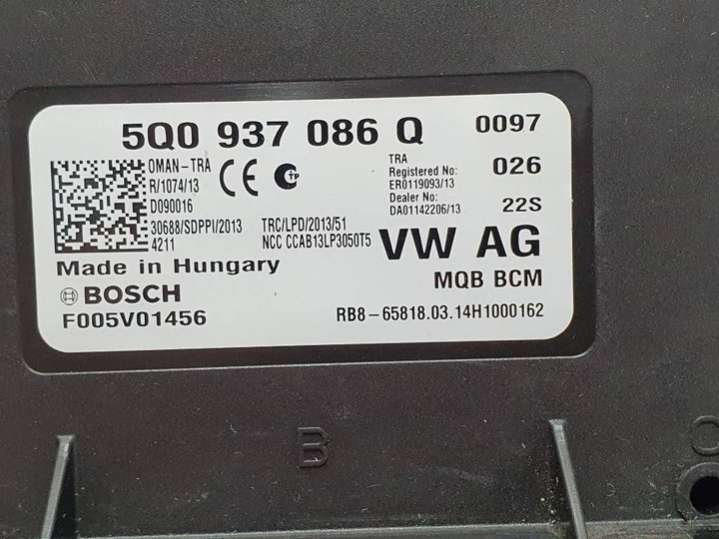 5Q0 937 086 Q 0097
OMAN-TRA
R/1074/13
D090016
30688/SDPPI/2013
4211
CE
TP
TRC/LPD/2013/51
NCC CCAB13LP3050T5
TRA
Registered No:
ER0119093/13
Dealer No:
DA01142206/13
026
22S
VW AG
Made in Hungary
MQB BCM
BOSCH
F005V01456
RB8-65818.03.14H1000162
B